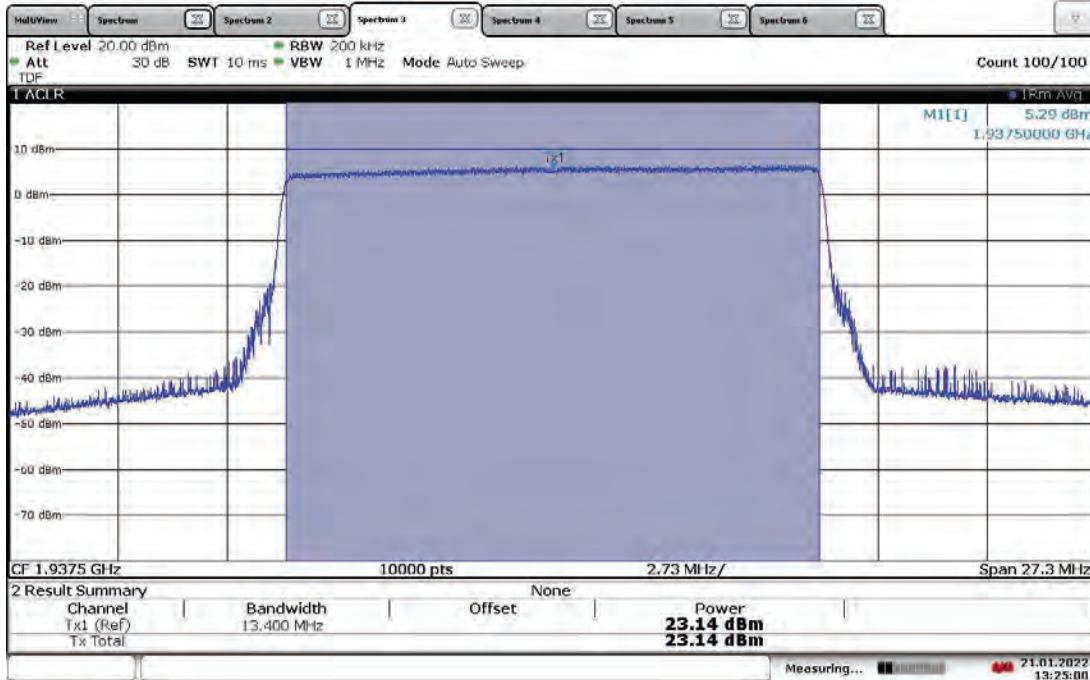 MultiView Spectrum Spectrum 2 Spectrum 3 Spectrum 4 Spectrum 5 Spectrum 6
Ref Level 20.00 dBm RBW 200 kHz
Att 30 dB SWT 10 ms VBW 1 MHz Mode Auto Sweep Count 100/100
TDF
1 ACLR 1Rm Avg
M1[1] 5.29 dBm
1.93750000 GHz
Tx1
10 dBm
0 dBm
-10 dBm
-20 dBm
-30 dBm
-40 dBm
-50 dBm
-60 dBm
-70 dBm
CF 1.9375 GHz 10000 pts 2.73 MHz/ Span 27.3 MHz
2 Result Summary None
Channel Bandwidth Offset Power
Tx1 (Ref) 13.400 MHz 23.14 dBm
Tx Total 23.14 dBm
Measuring... 21.01.2022
13:25:00